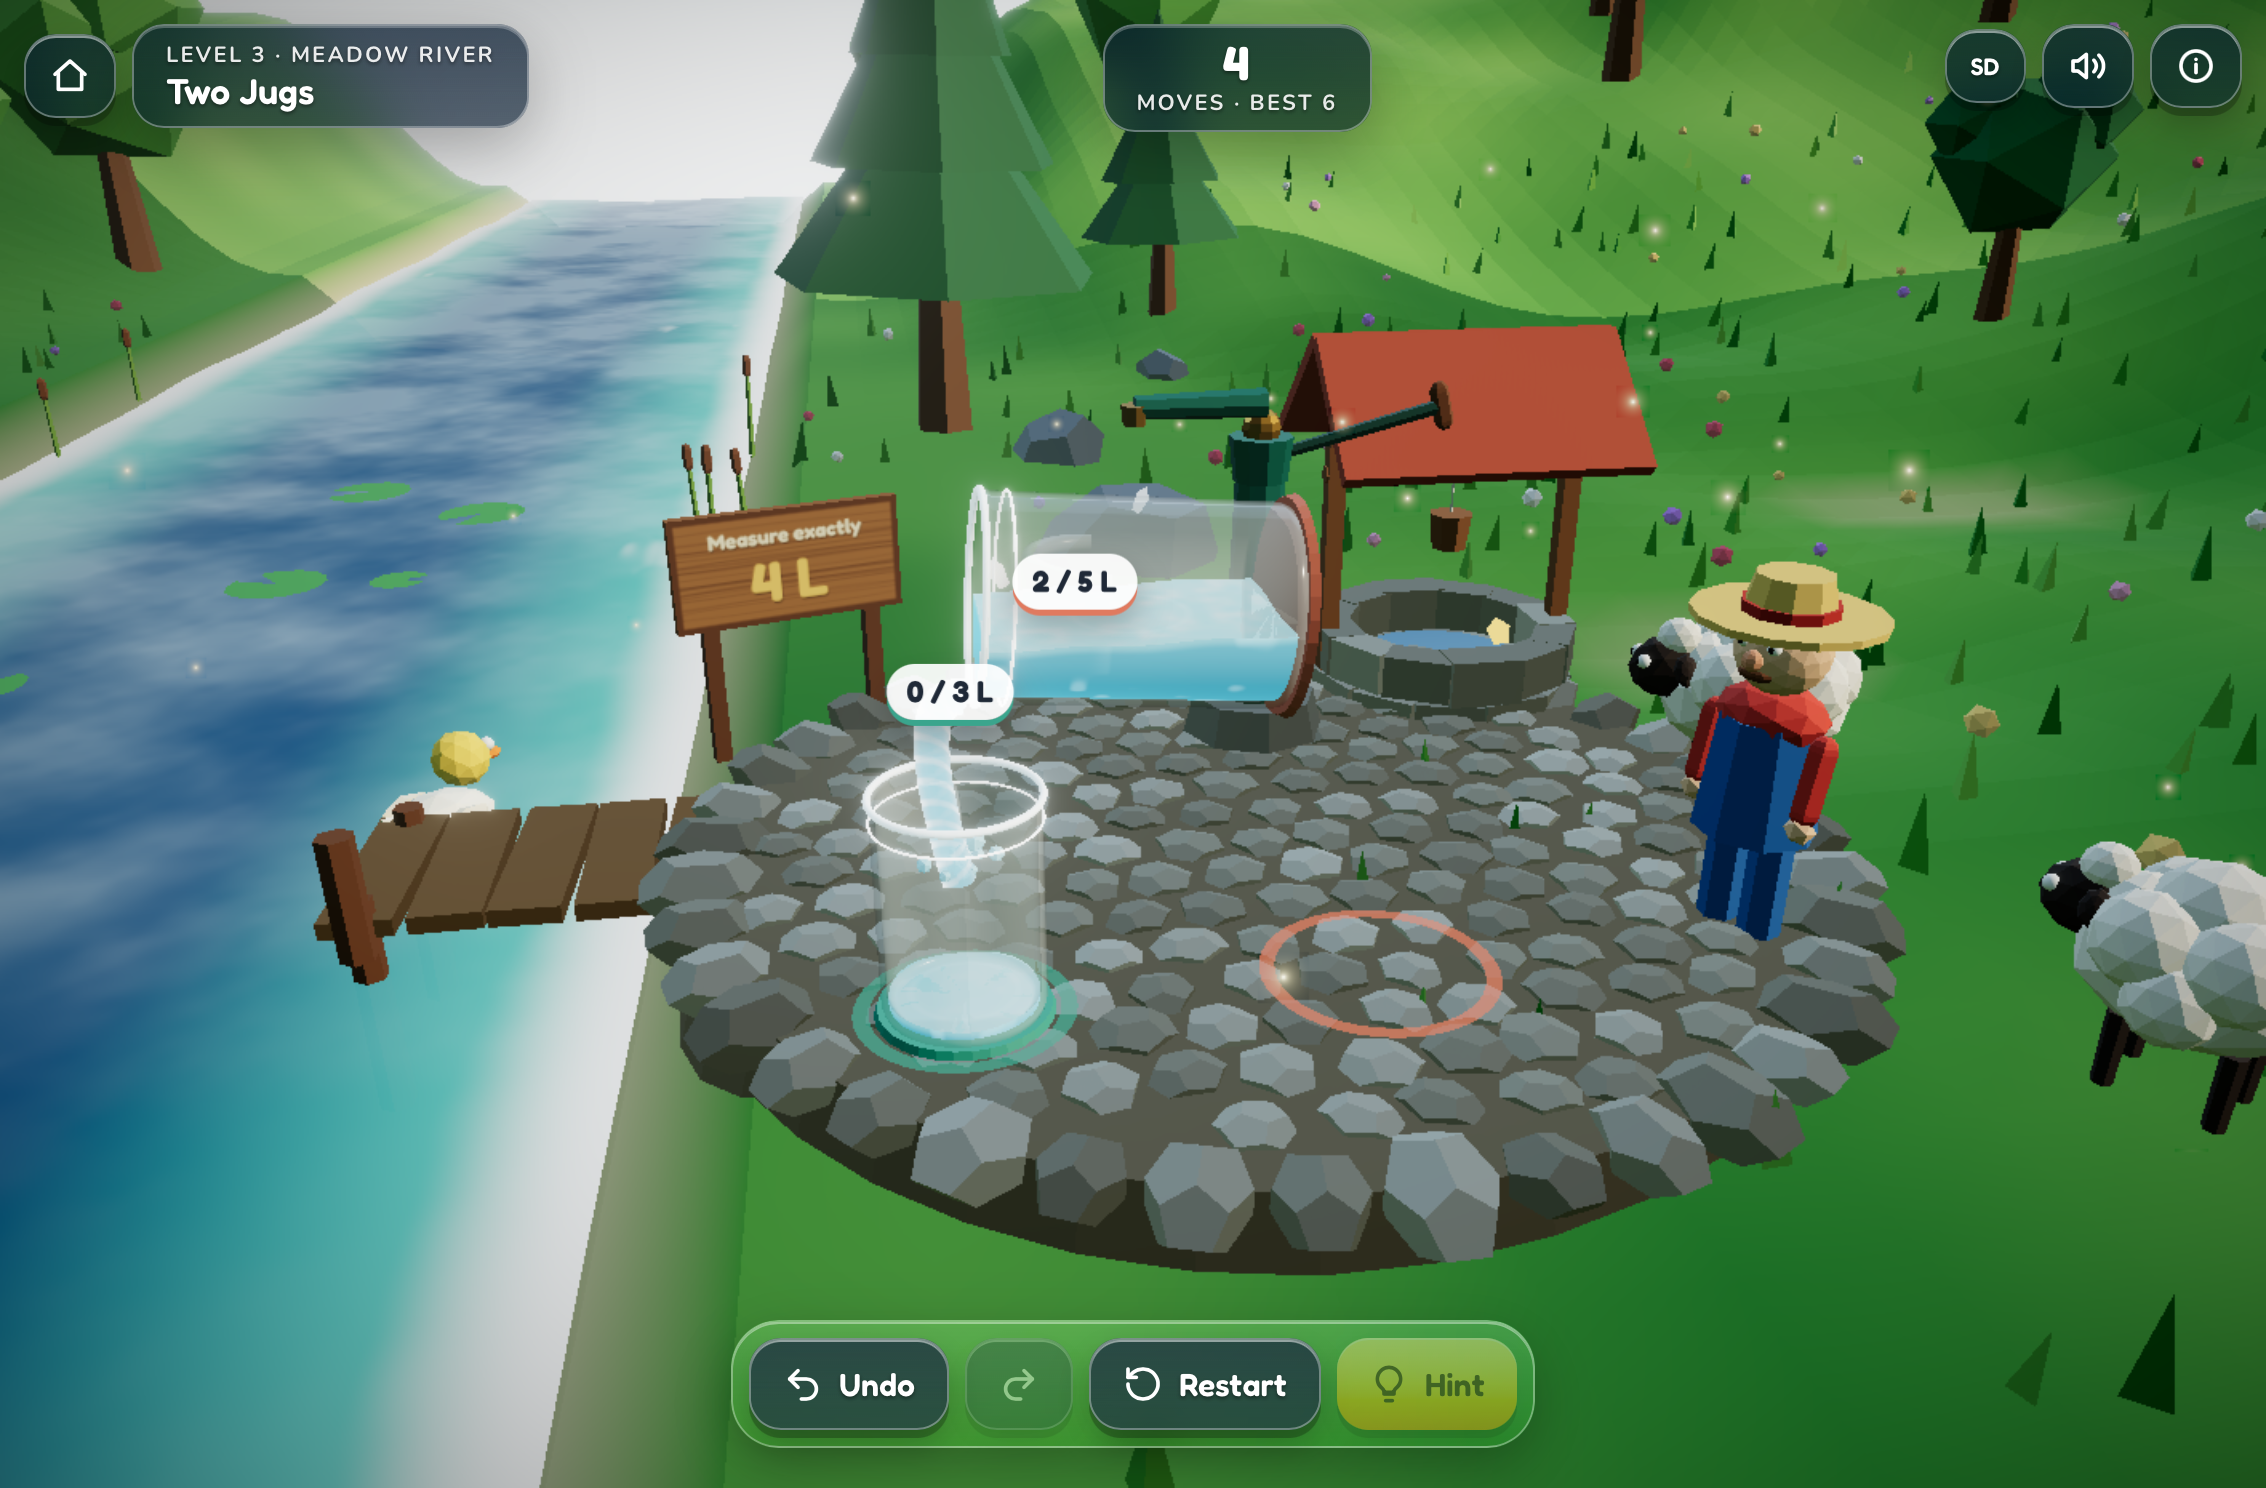 LEVEL 3 · MEADOW RIVER
Two Jugs
4
MOVES · BEST 6
SD
Measure exactly
4 L
2 / 5 L
0 / 3 L
Undo
Restart
Hint